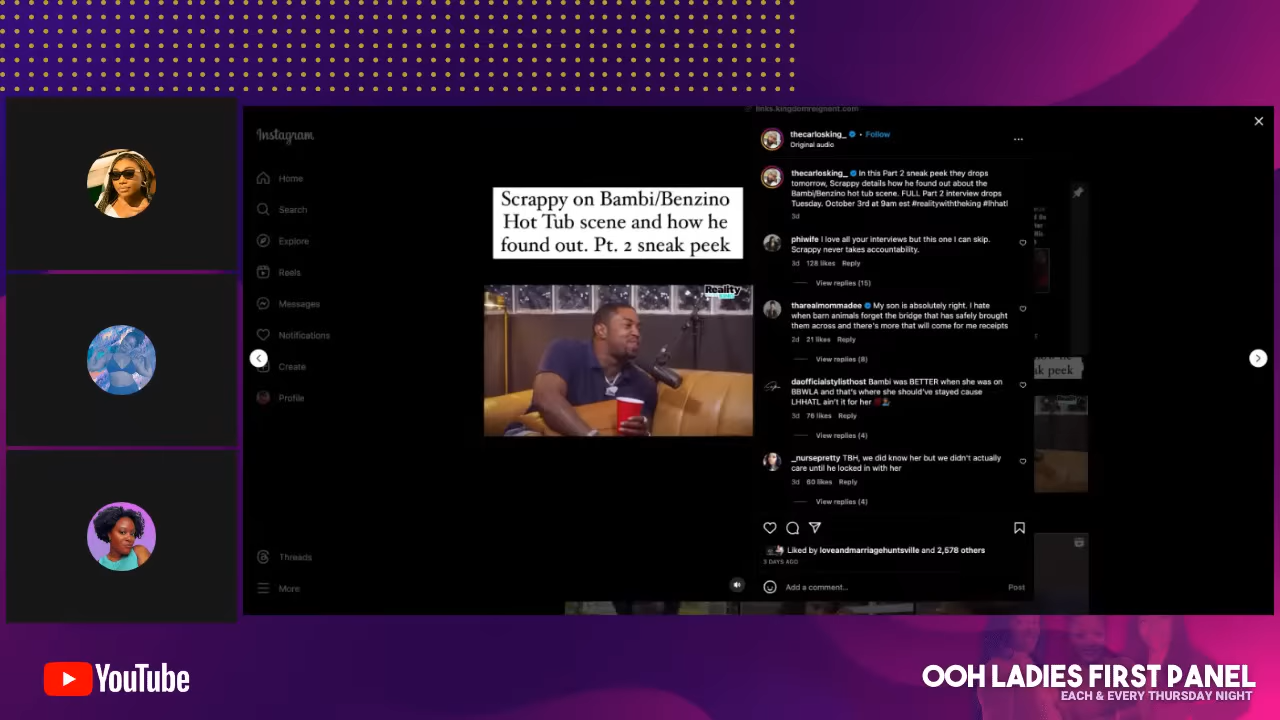 links.kingdomreignent.com
Instagram
Home
Search
Explore
Reels
Messages
Notifications
Create
Profile
Threads
More
Scrappy on Bambi/Benzino
Hot Tub scene and how he
found out. Pt. 2 sneak peek
Reality
thecarlosking_ • Follow
Original audio
thecarlosking_ In this Part 2 sneak peek they drops
tomorrow, Scrappy details how he found out about the
Bambi/Benzino hot tub scene. FULL Part 2 interview drops
Tuesday. October 3rd at 9am est #realitywiththeking #lhhatl
3d
phiwife I love all your interviews but this one I can skip.
Scrappy never takes accountability.
3d 128 likes Reply
View replies (15)
tharealmommadee My son is absolutely right. I hate
when barn animals forget the bridge that has safely brought
them across and there's more that will come for me receipts
2d 21 likes Reply
View replies (8)
daofficialstylisthost Bambi was BETTER when she was on
BBWLA and that's where she should've stayed cause
LHHATL ain't it for her
3d 76 likes Reply
View replies (4)
_nursepretty TBH, we did know her but we didn't actually
care until he locked in with her
3d 60 likes Reply
View replies (4)
Liked by loveandmarriagehuntsville and 2,578 others
3 DAYS AGO
Add a comment...
Post
k peek
YouTube
OOH LADIES FIRST PANEL
EACH & EVERY THURSDAY NIGHT